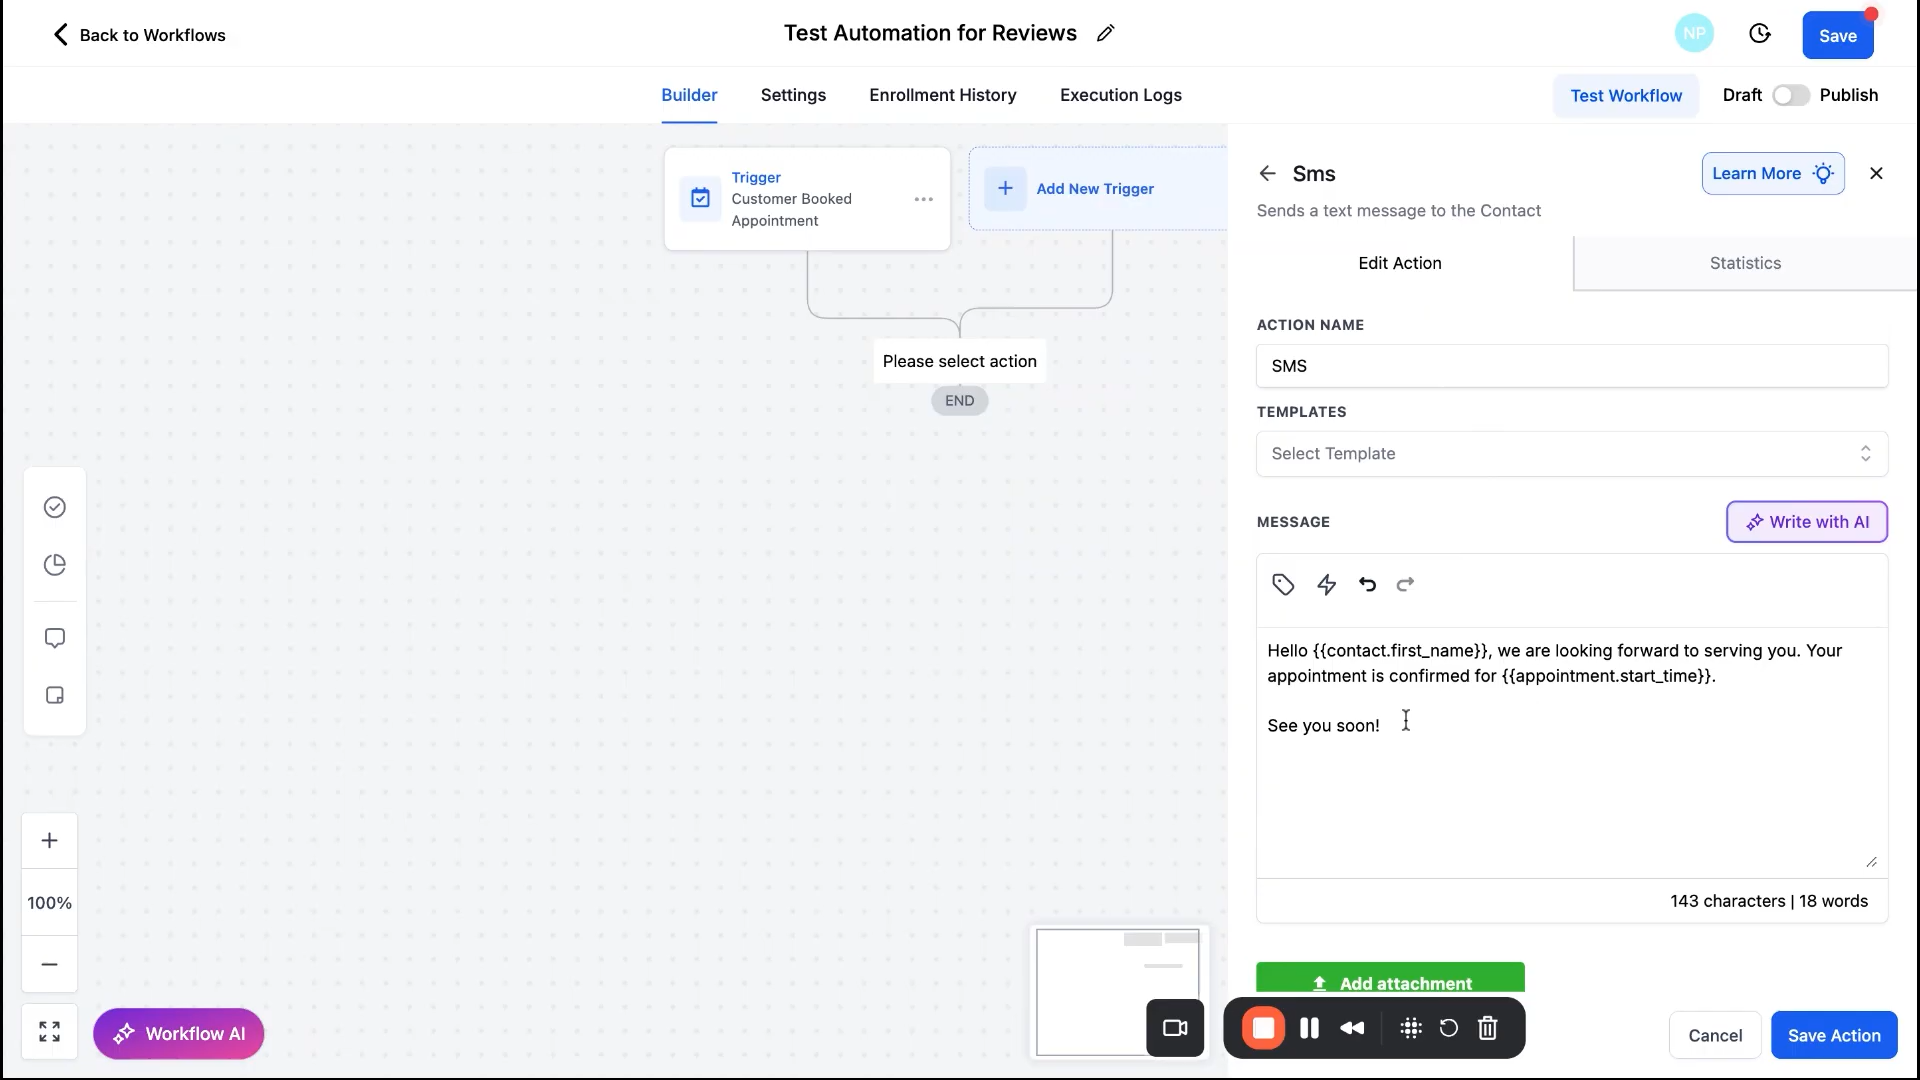 Back to Workflows
Test Automation for Reviews
NP
Save
Builder
Settings
Enrollment History
Execution Logs
Test Workflow
Draft
Publish
Trigger
Customer Booked
Appointment
Add New Trigger
Please select action
END
100%
Workflow AI
Sms
Learn More
Sends a text message to the Contact
Edit Action
Statistics
ACTION NAME
SMS
TEMPLATES
Select Template
MESSAGE
Write with AI
Hello {{contact.first_name}}, we are looking forward to serving you. Your
appointment is confirmed for {{appointment.start_time}}.
See you soon!
143 characters | 18 words
Add attachment
Cancel
Save Action